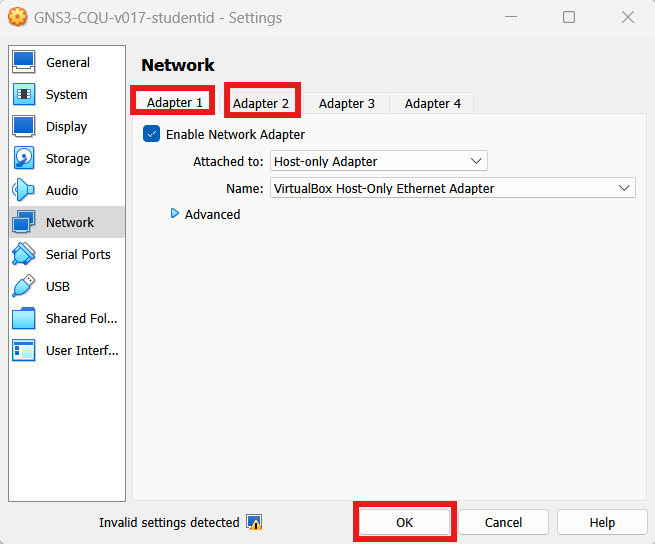 GNS3-CQU-v017-studentid - Settings
General
System
Display
Storage
Audio
Network
Serial Ports
USB
Shared Fol...
User Interf...
Network
Adapter 1 Adapter 2 Adapter 3 Adapter 4
Enable Network Adapter
Attached to: Host-only Adapter
Name: VirtualBox Host-Only Ethernet Adapter
Advanced
Invalid settings detected OK Cancel Help